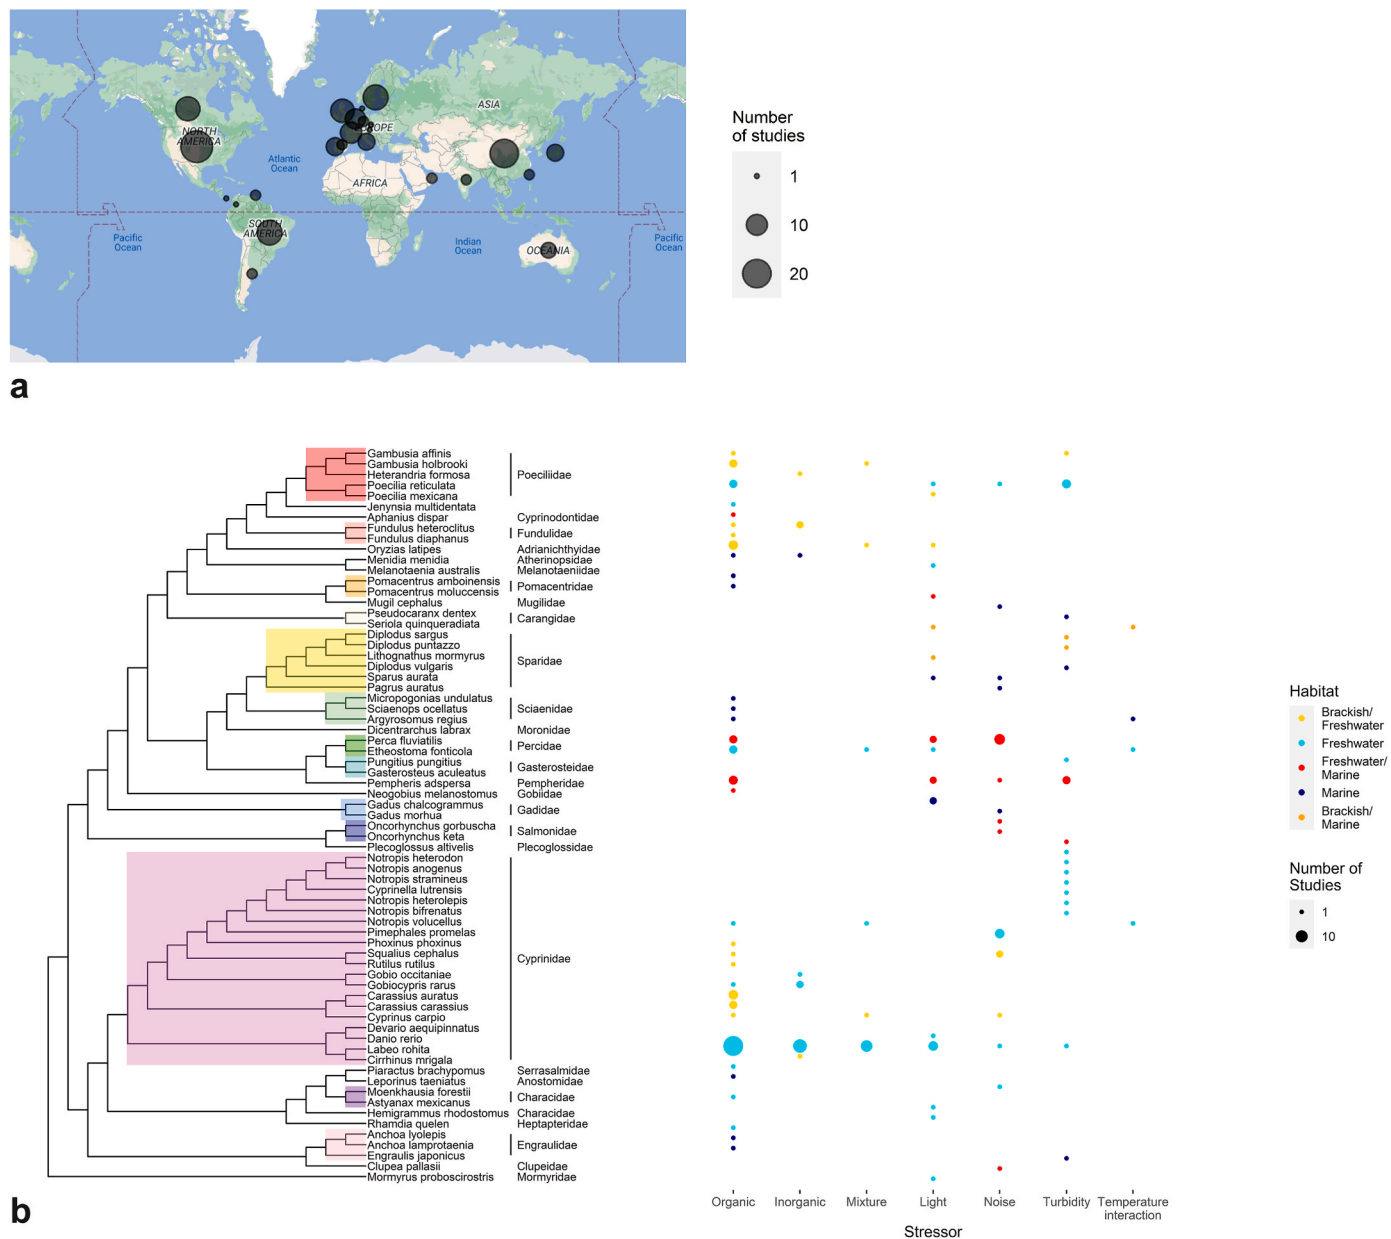 NORTH
AMERICA
Atlantic
Ocean
EUROPE
ASIA
AFRICA
SOUTH
AMERICA
Pacific
Ocean
Indian
Ocean
OCEANIA
Pacific
Ocean
Number
of studies
1
10
20
a
Gambusia affinis
Gambusia holbrooki
Heterandria formosa
Poeciliidae
Poecilia reticulata
Poecilia mexicana
Jenynsia multidentata
Aphanius dispar Cyprinodontidae
Fundulus heteroclitus
Fundulidae
Fundulus diaphanus
Oryzias latipes Adrianichthyidae
Menidia menidia Atherinopsidae
Melanotaenia australis Melanotaeniidae
Pomacentrus amboinensis
Pomacentridae
Pomacentrus moluccensis
Mugil cephalus Mugilidae
Pseudocaranx dentex
Carangidae
Seriola quinqueradiata
Diplodus sargus
Diplodus puntazzo
Lithognathus mormyrus
Sparidae
Diplodus vulgaris
Sparus aurata
Pagrus auratus
Micropogonias undulatus
Sciaenops ocellatus Sciaenidae
Argyrosomus regius
Dicentrarchus labrax Moronidae
Perca fluviatilis
Percidae
Etheostoma fonticola
Pungitius pungitius
Gasterosteidae
Gasterosteus aculeatus
Pempheris adspersa Pempheridae
Neogobius melanostomus Gobiidae
Gadus chalcogrammus
Gadidae
Gadus morhua
Oncorhynchus gorbuscha
Salmonidae
Oncorhynchus keta
Plecoglossus altivelis Plecoglossidae
Notropis heterodon
Notropis anogenus
Notropis stramineus
Cyprinella lutrensis
Notropis heterolepis
Notropis bifrenatus
Notropis volucellus
Pimephales promelas
Phoxinus phoxinus
Squalius cephalus
Cyprinidae
Rutilus rutilus
Gobio occitaniae
Gobiocypris rarus
Carassius auratus
Carassius carassius
Cyprinus carpio
Devario aequipinnatus
Danio rerio
Labeo rohita
Cirrhinus mrigala
Piaractus brachypomus Serrasalmidae
Leporinus taeniatus Anostomidae
Moenkhausia forestii
Characidae
Astyanax mexicanus
Hemigrammus rhodostomus Characidae
Rhamdia quelen Heptapteridae
Anchoa lyolepis
Anchoa lamprotaenia Engraulidae
Engraulis japonicus
Clupea pallasii Clupeidae
Mormyrus proboscirostris Mormyridae
Organic Inorganic Mixture Light Noise Turbidity Temperature
interaction
Stressor
Habitat
Brackish/
Freshwater
Freshwater
Freshwater/
Marine
Marine
Brackish/
Marine
Number of
Studies
1
10
b